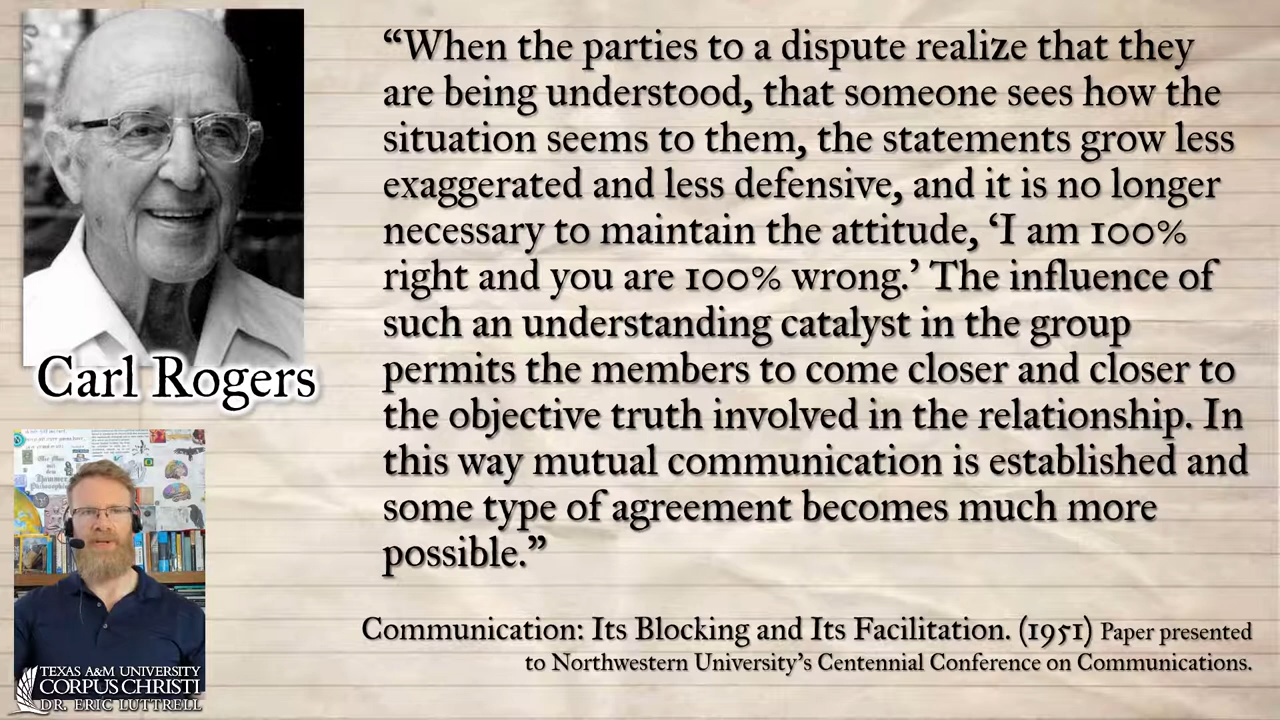 “When the parties to a dispute realize that they
are being understood, that someone sees how the
situation seems to them, the statements grow less
exaggerated and less defensive, and it is no longer
necessary to maintain the attitude, ‘I am 100%
right and you are 100% wrong.’ The influence of
such an understanding catalyst in the group
permits the members to come closer and closer to
the objective truth involved in the relationship. In
this way mutual communication is established and
some type of agreement becomes much more
possible.”
Communication: Its Blocking and Its Facilitation. (1951) Paper presented
to Northwestern University’s Centennial Conference on Communications.
Carl Rogers
TEXAS A&M UNIVERSITY
CORPUS CHRISTI
DR. ERIC LUTTRELL